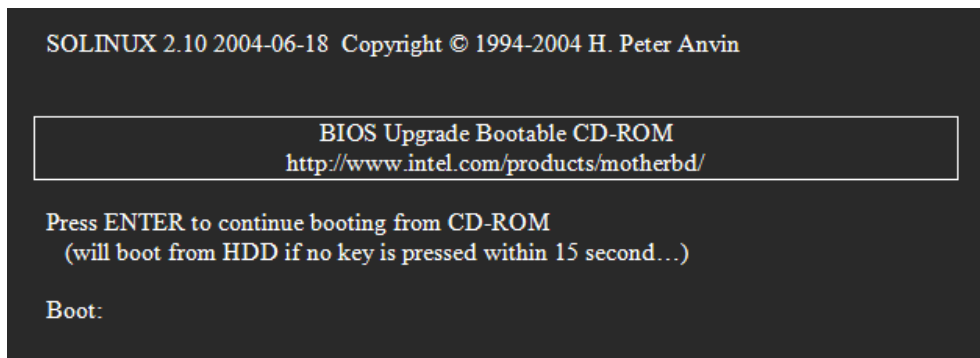 SOLINUX 2.10 2004-06-18 Copyright © 1994-2004 H. Peter Anvin
BIOS Upgrade Bootable CD-ROM
http://www.intel.com/products/motherbd/
Press ENTER to continue booting from CD-ROM
(will boot from HDD if no key is pressed within 15 second…)
Boot: